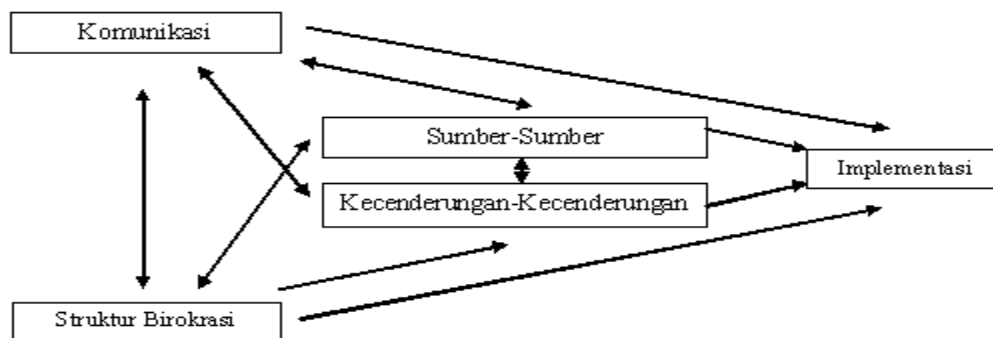 Komunikasi
Sumber-Sumber
Implementasi
Kecenderungan-Kecenderungan
Struktur Birokrasi